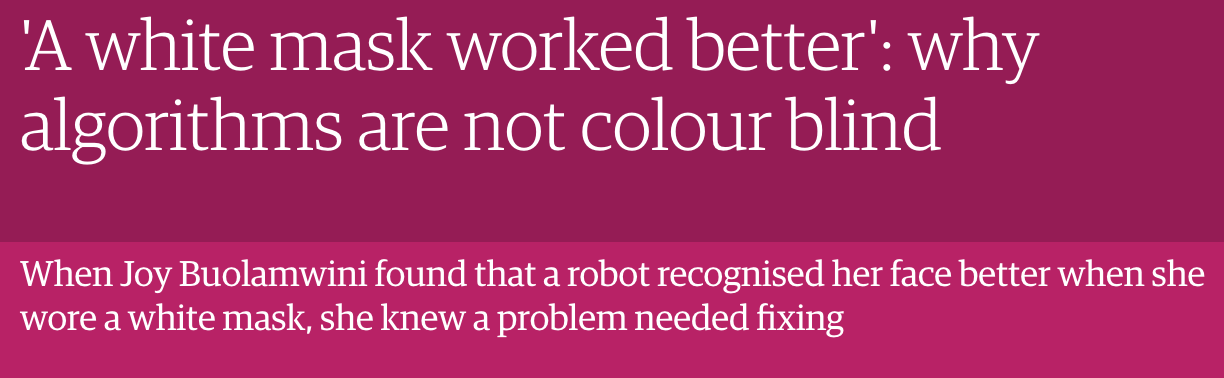 'A white mask worked better': why
algorithms are not colour blind
When Joy Buolamwini found that a robot recognised her face better when she
wore a white mask, she knew a problem needed fixing